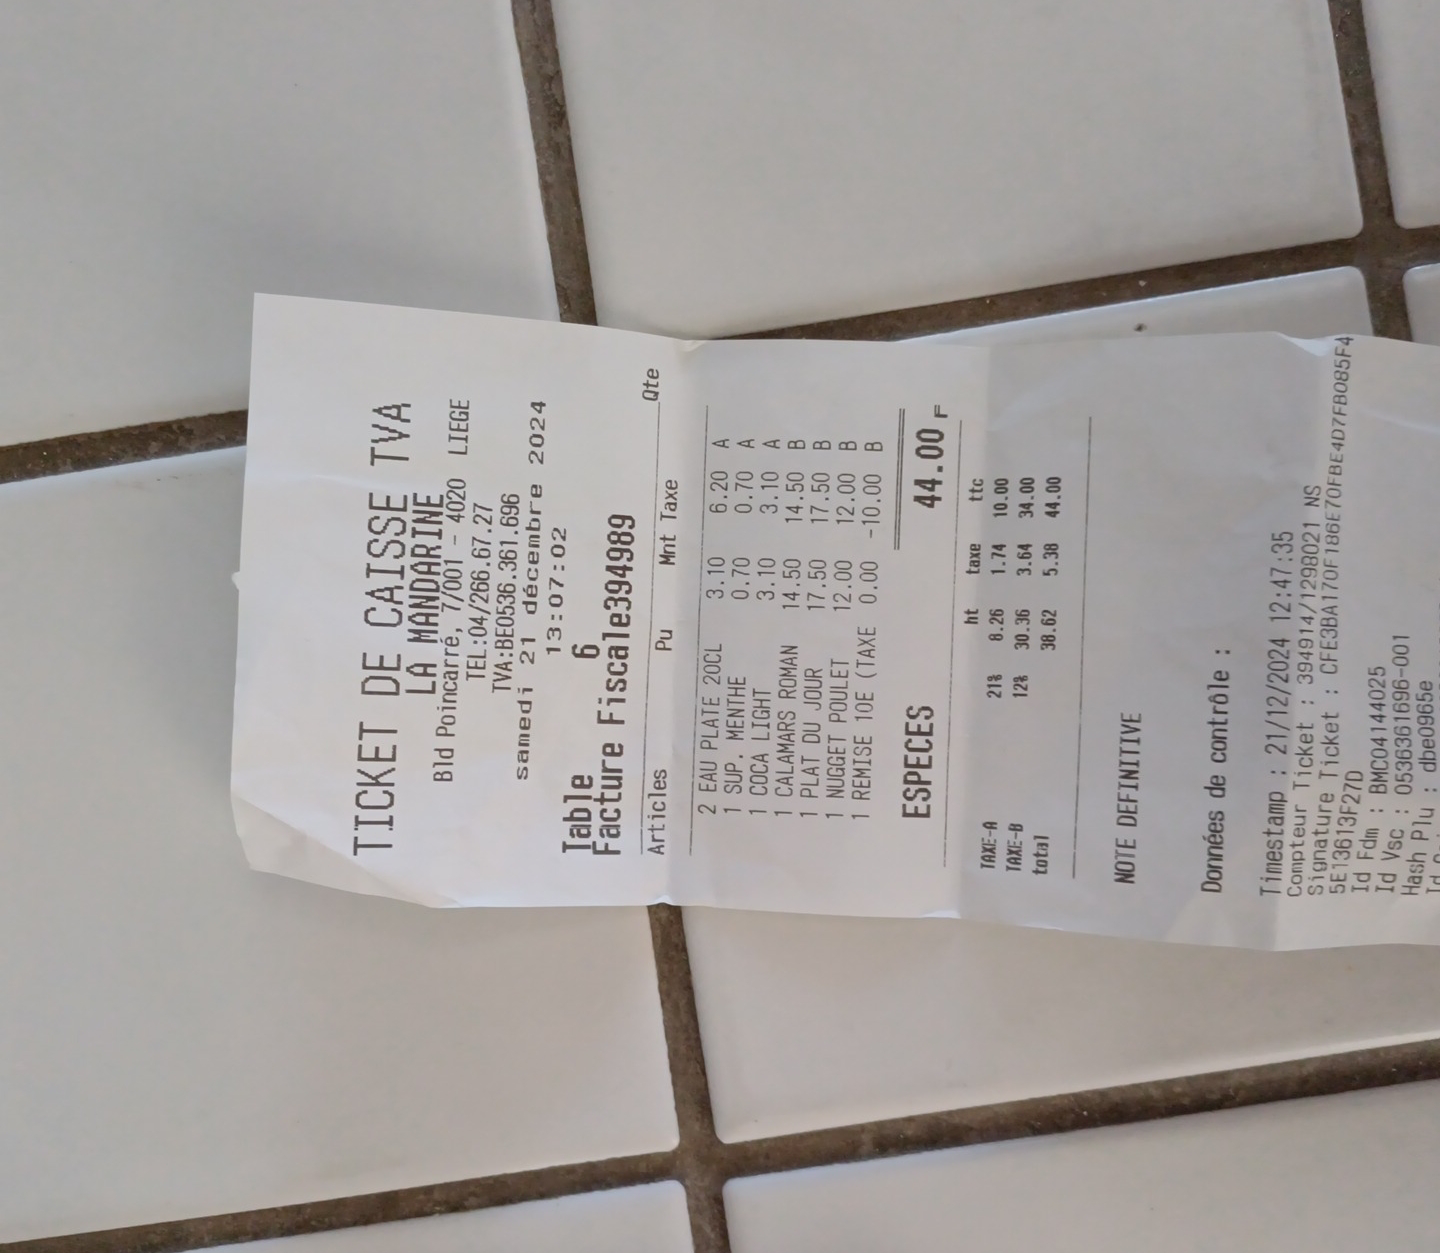 TICKET DE CAISSE TVA
LA MANDARINE
Bld Poincarré, 7/001 - 4020 LIEGE
TEL:04/266.67.27
TVA:BE0536.361.696
samedi 21 décembre 2024
13:07:02
Table 6
Facture Fiscale394989
Articles Pu Mnt Taxe Qte
2 EAU PLATE 20CL 3.10 6.20 A
1 SUP. MENTHE 0.70 0.70 A
1 COCA LIGHT 3.10 3.10 A
1 CALAMARS ROMAN 14.50 14.50 B
1 PLAT DU JOUR 17.50 17.50 B
1 NUGGET POULET 12.00 12.00 B
1 REMISE 10E (TAXE 0.00 -10.00 B
ESPECES 44.00 F
ht taxe ttc
TAXE-A 21% 8.26 1.74 10.00
TAXE-B 12% 30.36 3.64 34.00
total 38.62 5.38 44.00
NOTE DEFINITIVE
Données de contrôle :
Timestamp : 21/12/2024 12:47:35
Compteur Ticket : 394914/1298021 NS
Signature Ticket : CFE3BA170F186E70FBE4D7FB085F4
5E13613F27D
Id Fdm : BMC04144025
Id Vsc : 0536361696-001
Hash Plu : dbe0965e